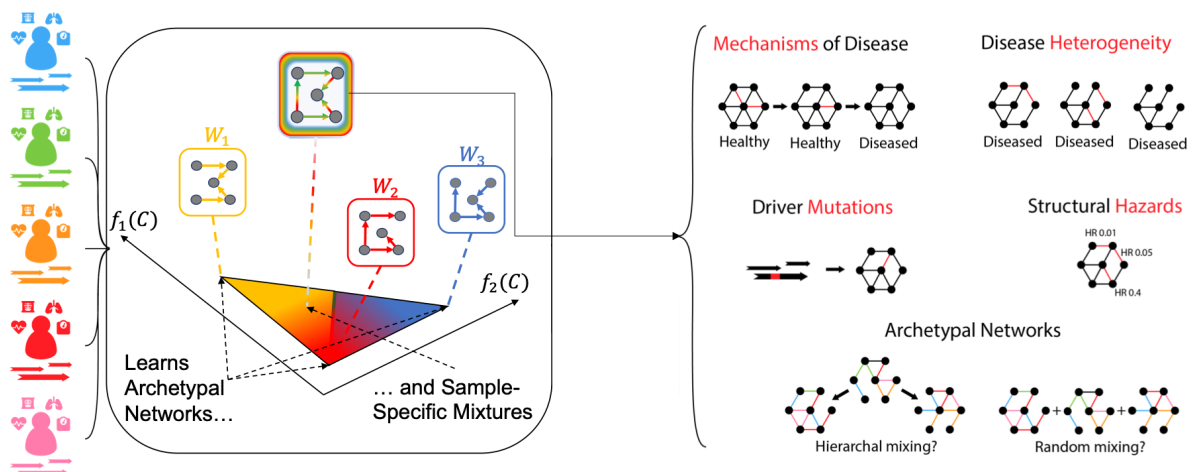 W1
W2
W3
f1(C)
f2(C)
Learns
Archetypal
Networks…
… and Sample-
Specific Mixtures
Mechanisms of Disease
Healthy
Healthy
Diseased
Disease Heterogeneity
Diseased
Diseased
Diseased
Driver Mutations
Structural Hazards
HR 0.01
HR 0.05
HR 0.4
Archetypal Networks
Hierarchal mixing?
+
+
Random mixing?